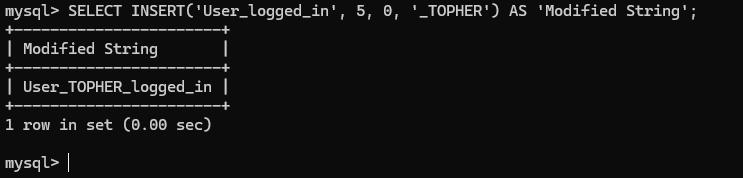 mysql> SELECT INSERT('User_logged_in', 5, 0, '_TOPHER') AS 'Modified String';
+----------------------+
| Modified String      |
+----------------------+
| User_TOPHER_logged_in |
+----------------------+
1 row in set (0.00 sec)
mysql>